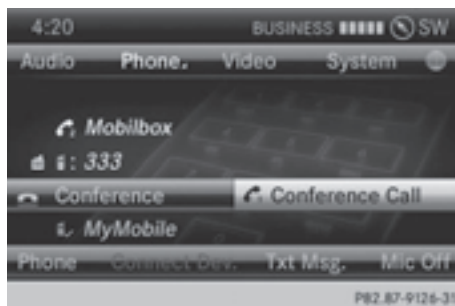 4:20 BUSINESS SW
Audio Phone. Video System
Mobilbox
: 333
Conference Conference Call
MyMobile
Phone Connect Dev. Txt Msg. Mic Off
P82.87-9126-31